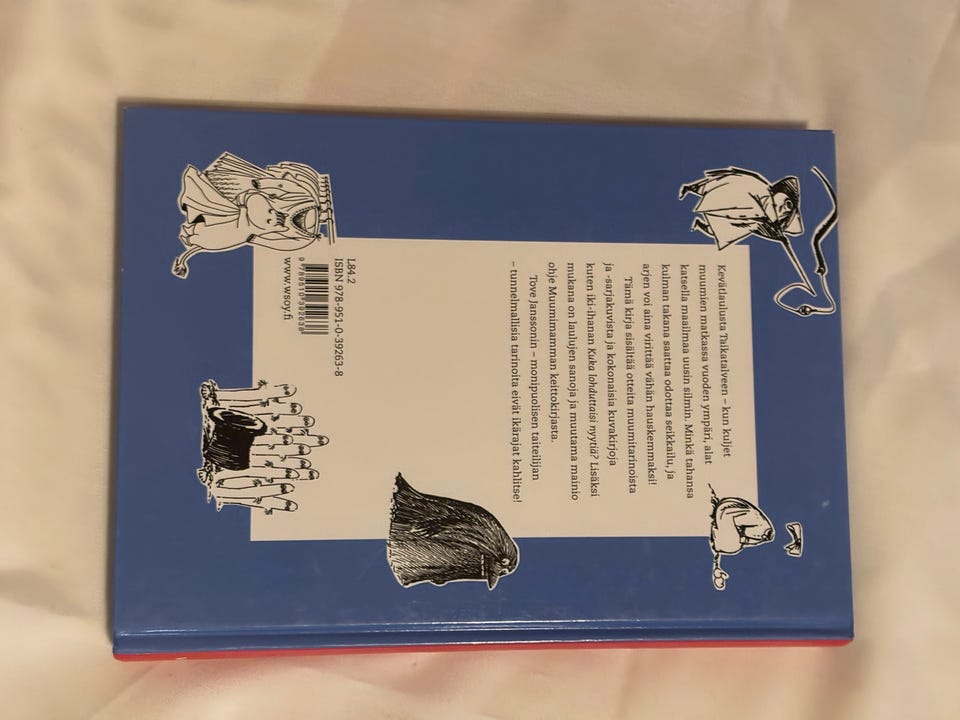 Kevätlaulusta Taikatalveen – kun kuljet
muumien matkassa vuoden ympäri, alat
katsella maailmaa uusin silmin. Minkä tahansa
kulman takana saattaa odottaa seikkailu, ja
arjen voi aina virittää vähän hauskemmaksi!
Tämä kirja sisältää otteita muumitarinoista
ja -sarjakuvista ja kokonaisia kuvakirjoja
kuten iki-ihanan Kuka lohduttaisi nyytiä? Lisäksi
mukana on laulujen sanoja ja muutama mainio
ohje Muumimamman keittokirjasta.
Tove Janssonin – monipuolisen taiteilijan
– tunnelmallisia tarinoita eivät ikärajat kahlitse!
L84.2
ISBN 978-951-0-39263-8
9789510392638
www.wsoy.fi